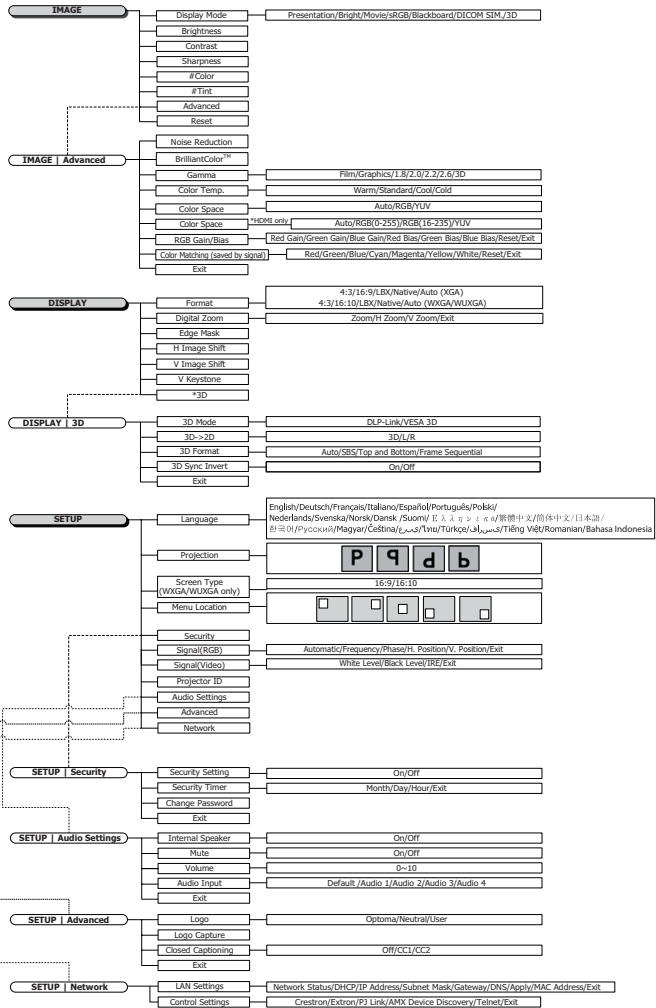 IMAGE
Display Mode Presentation/Bright/Movie/sRGB/Blackboard/DICOM SIM./3D
Brightness
Contrast
Sharpness
#Color
#Tint
Advanced
Reset
IMAGE | Advanced
Noise Reduction
BrilliantColor™
Gamma Film/Graphics/1.8/2.0/2.2/2.6/3D
Color Temp. Warm/Standard/Cool/Cold
Color Space Auto/RGB/YUV
Color Space *HDMI only Auto/RGB(0-255)/RGB(16-235)/YUV
RGB Gain/Bias Red Gain/Green Gain/Blue Gain/Red Bias/Green Bias/Blue Bias/Reset/Exit
Color Matching (saved by signal) Red/Green/Blue/Cyan/Magenta/Yellow/White/Reset/Exit
Exit
DISPLAY
Format 4:3/16:9/LBX/Native/Auto (XGA)
4:3/16:10/LBX/Native/Auto (WXGA/WUXGA)
Digital Zoom Zoom/H Zoom/V Zoom/Exit
Edge Mask
H Image Shift
V Image Shift
V Keystone
*3D
DISPLAY | 3D
3D Mode DLP-Link/VESA 3D
3D->2D 3D/L/R
3D Format Auto/SBS/Top and Bottom/Frame Sequential
3D Sync Invert On/Off
Exit
SETUP
Language English/Deutsch/Français/Italiano/Español/Português/Polski/
Nederlands/Svenska/Norsk/Dansk /Suomi/Ελληνικά/繁體中文/简体中文/日本語/
한국어/Русский/Magyar/Čeština/عربي/ไทย/Türkçe/فارسی/Tiếng Việt/Romanian/Bahasa Indonesia
Projection P
Screen Type 16:9/16:10
(WXGA/WUXGA only)
Menu Location
Security
Signal(RGB) Automatic/Frequency/Phase/H. Position/V. Position/Exit
Signal(Video) White Level/Black Level/IRE/Exit
Projector ID
Audio Settings
Advanced
Network
SETUP | Security
Security Setting On/Off
Security Timer Month/Day/Hour/Exit
Change Password
Exit
SETUP | Audio Settings
Internal Speaker On/Off
Mute On/Off
Volume 0~10
Audio Input Default /Audio 1/Audio 2/Audio 3/Audio 4
Exit
SETUP | Advanced
Logo Optoma/Neutral/User
Logo Capture
Closed Captioning Off/CC1/CC2
Exit
SETUP | Network
LAN Settings Network Status/DHCP/IP Address/Subnet Mask/Gateway/DNS/Apply/MAC Address/Exit
Control Settings Crestron/Extron/PJ Link/AMX Device Discovery/Telnet/Exit